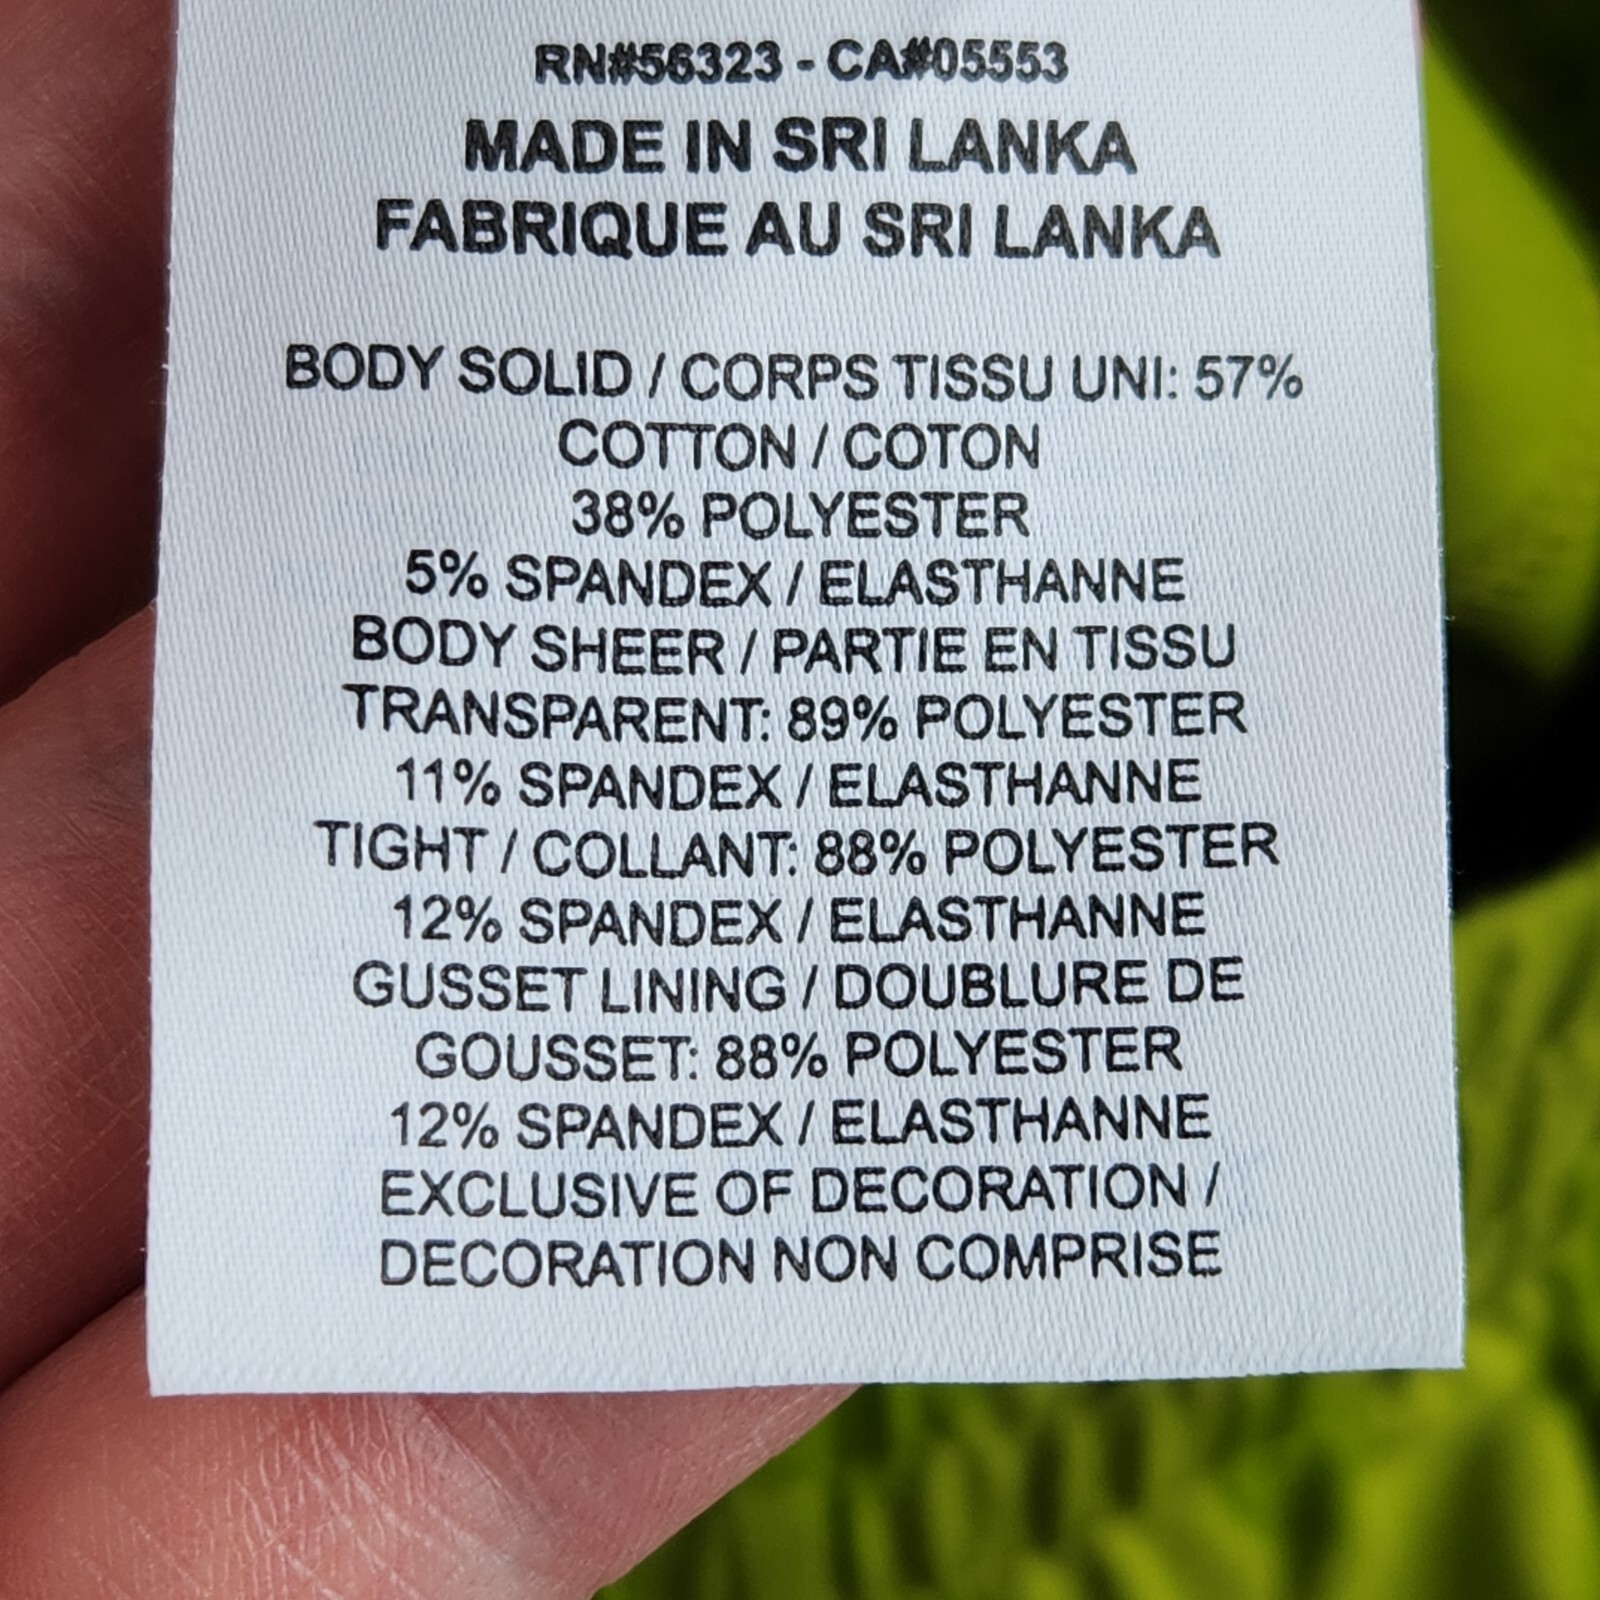 RN#56323 - CA#05553
MADE IN SRI LANKA
FABRIQUE AU SRI LANKA
BODY SOLID / CORPS TISSU UNI: 57%
COTTON / COTON
38% POLYESTER
5% SPANDEX / ELASTHANNE
BODY SHEER / PARTIE EN TISSU
TRANSPARENT: 89% POLYESTER
11% SPANDEX / ELASTHANNE
TIGHT / COLLANT: 88% POLYESTER
12% SPANDEX / ELASTHANNE
GUSSET LINING / DOUBLURE DE
GOUSSET: 88% POLYESTER
12% SPANDEX / ELASTHANNE
EXCLUSIVE OF DECORATION /
DECORATION NON COMPRISE